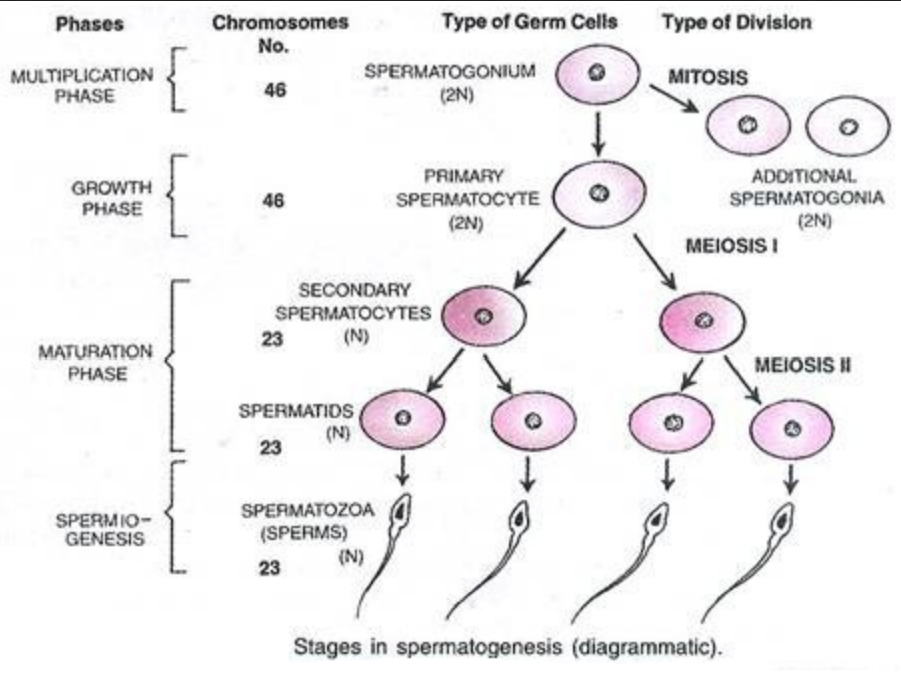 Phases
Chromosomes
No.
Type of Germ Cells
Type of Division
MULTIPLICATION
PHASE
46
SPERMATOGONIUM
(2N)
MITOSIS
GROWTH
PHASE
46
PRIMARY
SPERMATOCYTE
(2N)
ADDITIONAL
SPERMATOGONIA
(2N)
MEIOSIS I
MATURATION
PHASE
SECONDARY
SPERMATOCYTES
(N)
23
MEIOSIS II
SPERMATIDS
(N)
23
SPERMIO-
GENESIS
SPERMATOZOA
(SPERMS)
(N)
23
Stages in spermatogenesis (diagrammatic).